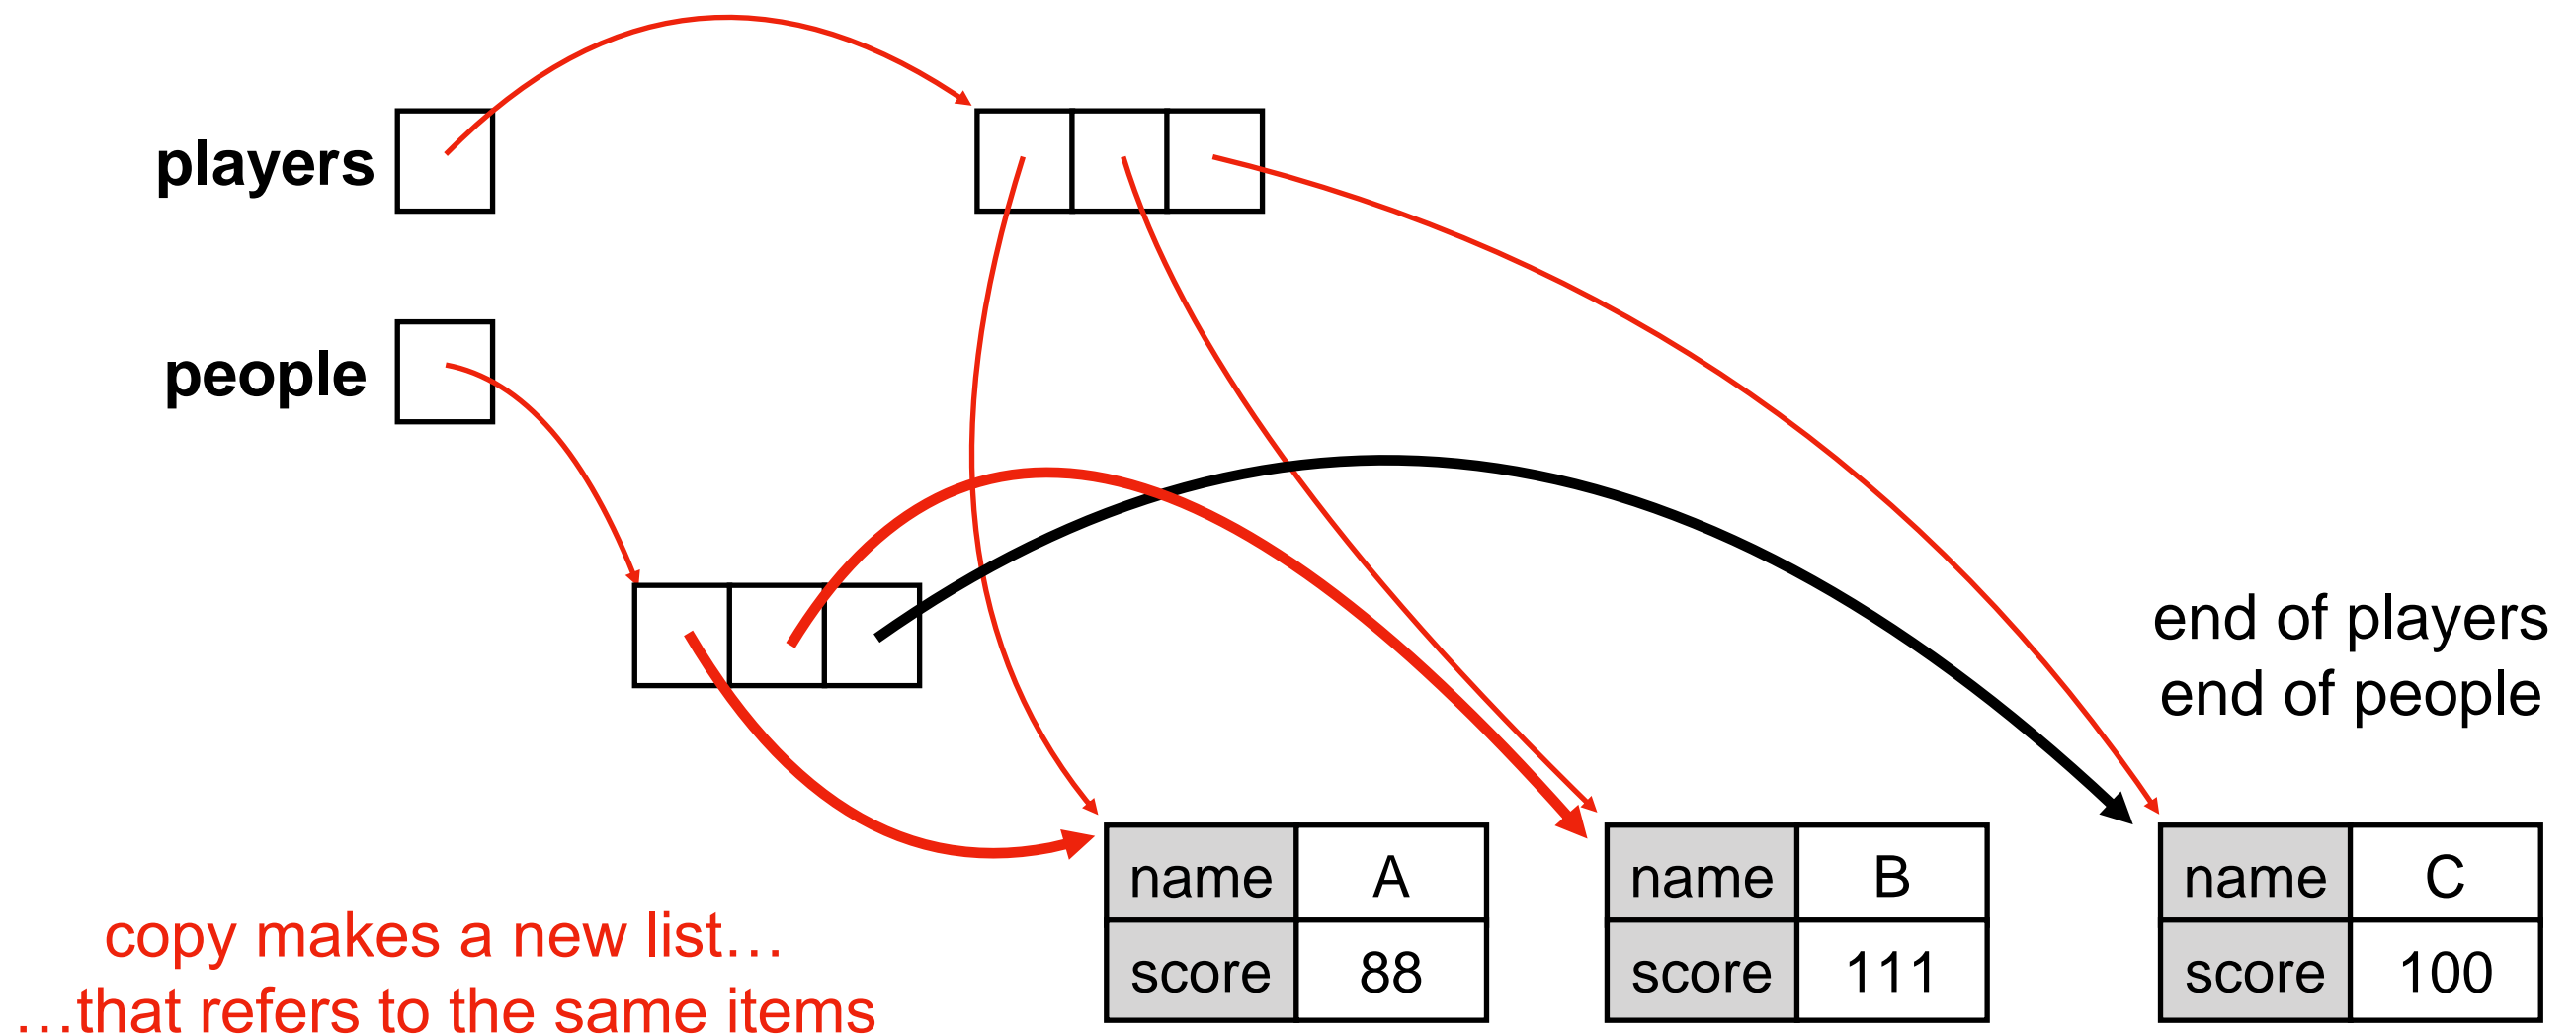 players
people
end of players
end of people
name A
score 88
name B
score 111
name C
score 100
copy makes a new list…
…that refers to the same items